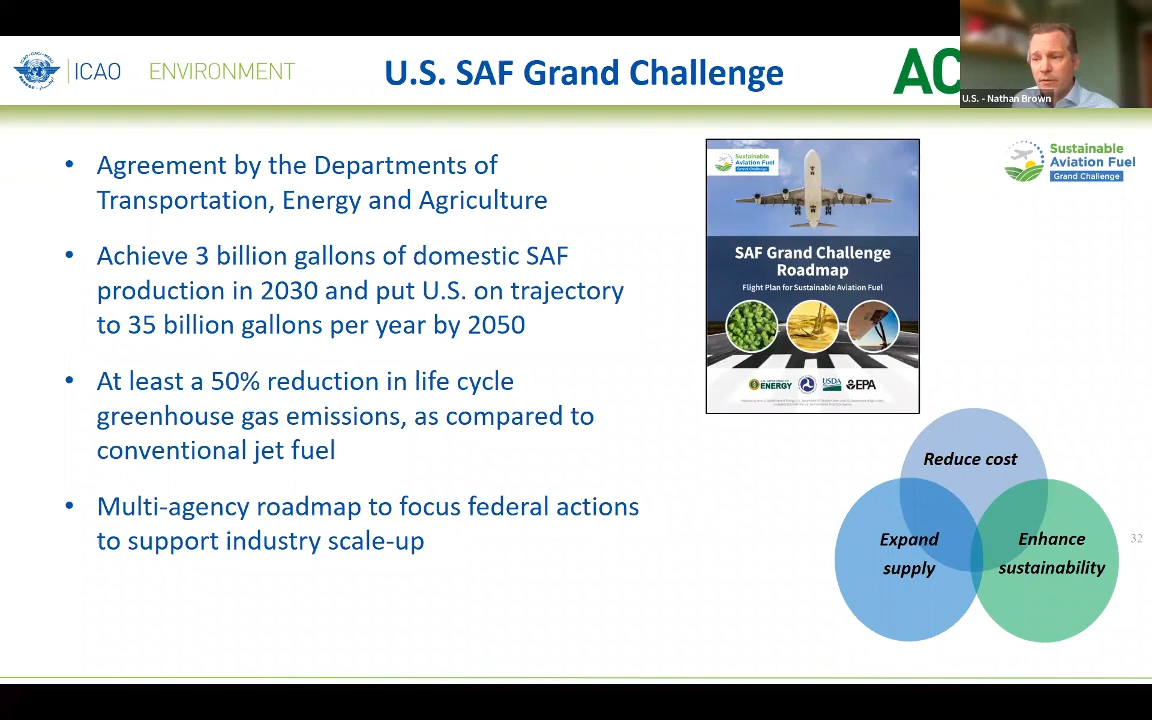 ICAO ENVIRONMENT
U.S. SAF Grand Challenge
AC
U.S. - Nathan Brown
• Agreement by the Departments of
Transportation, Energy and Agriculture
• Achieve 3 billion gallons of domestic SAF
production in 2030 and put U.S. on trajectory
to 35 billion gallons per year by 2050
• At least a 50% reduction in life cycle
greenhouse gas emissions, as compared to
conventional jet fuel
• Multi-agency roadmap to focus federal actions
to support industry scale-up
Sustainable
Aviation Fuel
Grand Challenge
SAF Grand Challenge
Roadmap
Flight Plan for Sustainable Aviation Fuel
ENERGY
USDA
EPA
Sustainable
Aviation Fuel
Grand Challenge
Reduce cost
Expand
supply
Enhance
sustainability
32